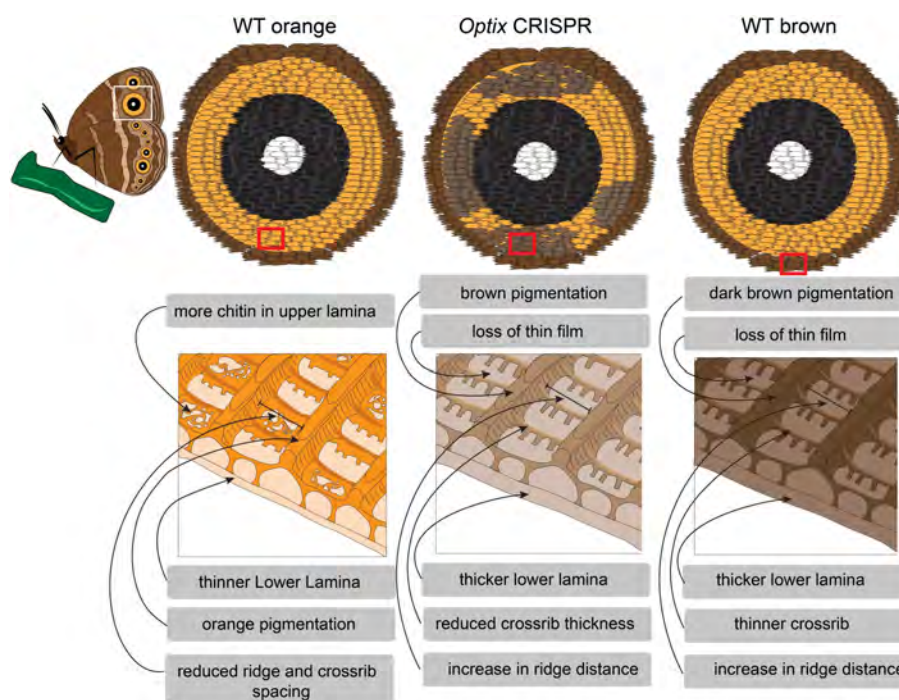 WT orange
Optix CRISPR
WT brown
more chitin in upper lamina
brown pigmentation
loss of thin film
dark brown pigmentation
loss of thin film
thinner Lower Lamina
orange pigmentation
reduced ridge and crossrib
spacing
thicker lower lamina
reduced crossrib thickness
increase in ridge distance
thicker lower lamina
thinner crossrib
increase in ridge distance